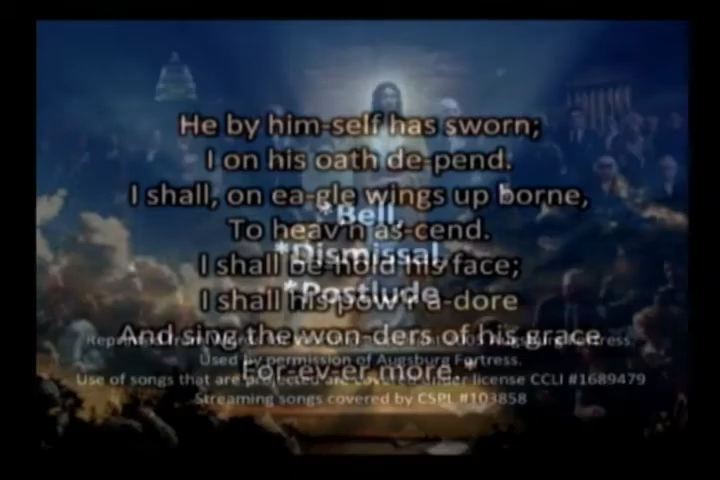 He by him-self has sworn;
I on his oath de-pend.
I shall, on ea-gle wings up borne,
To heav'n as-cend.
I shall be-hold his face;
I shall his pow'r a-dore
And sing the won-ders of his grace
For-ev-er more.*
*Bell,
*Dismissal,
*Postlude
Augsburg Fortress.
Used by permission of Augsburg Fortress.
Use of songs that are projected are covered under license CCLI #1689479
Streaming songs covered by CSPL #103858